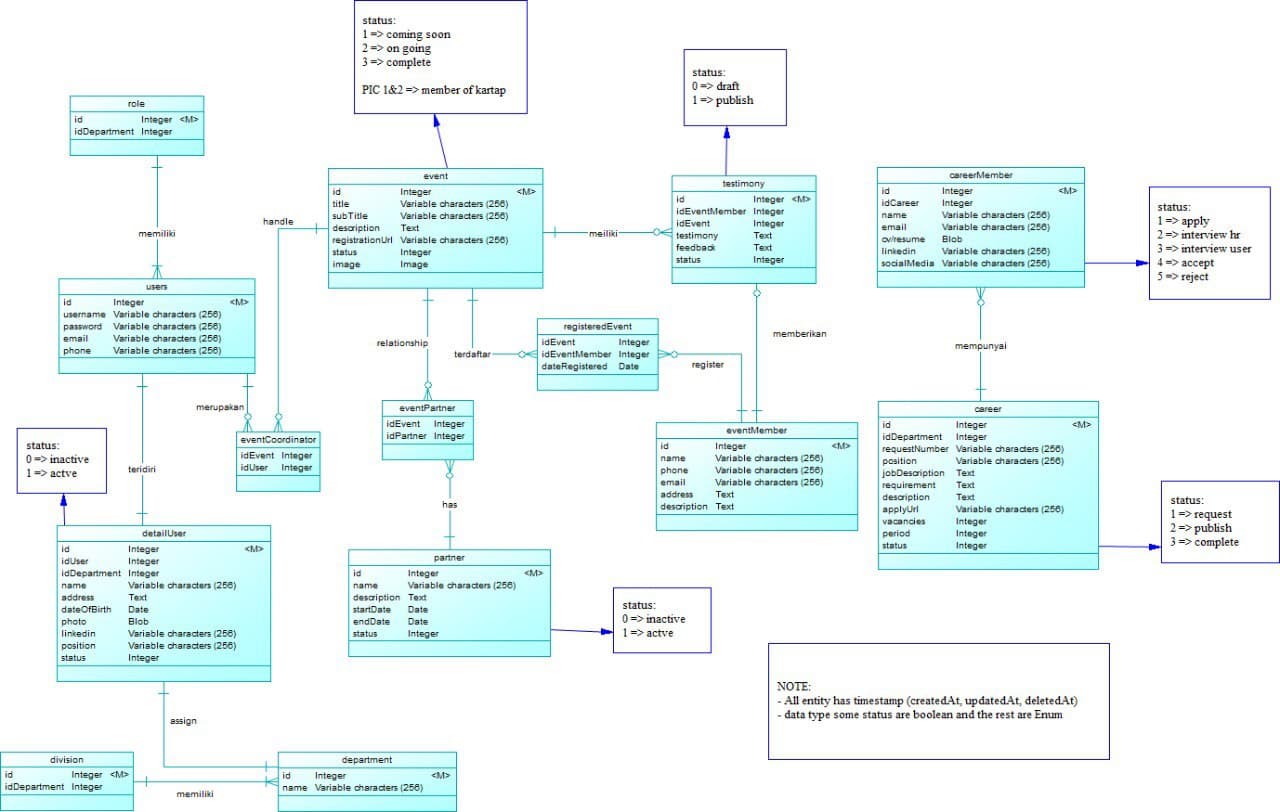 status:
1 => coming soon
2 => on going
3 => complete
PIC 1&2 => member of kartap
status:
0 => draft
1 => publish
role
id Integer <M>
idDepartment Integer
memiliki
handle
event
id Integer <M>
title Variable characters (256)
subTitle Variable characters (256)
description Text
registrationUrl Variable characters (256)
status Integer
image Image
meiliki
testimony
id Integer <M>
idEventMember Integer
idEvent Integer
testimony Text
feedback Text
status Integer
careerMember
id Integer <M>
idCareer Integer
name Variable characters (256)
email Variable characters (256)
cv/resume Blob
linkedin Variable characters (256)
socialMedia Variable characters (256)
status:
1 => apply
2 => interview hr
3 => interview user
4 => accept
5 => reject
users
id Integer <M>
username Variable characters (256)
password Variable characters (256)
email Variable characters (256)
phone Variable characters (256)
merupakan
relationship
terdaftar
registeredEvent
idEvent Integer
idEventMember Integer
dateRegistered Date
register
memberikan
mempunyai
eventCoordinator
idEvent Integer
idUser Integer
eventPartner
idEvent Integer
idPartner Integer
eventMember
id Integer <M>
name Variable characters (256)
phone Variable characters (256)
email Variable characters (256)
address Text
description Text
career
id Integer <M>
idDepartment Integer
requestNumber Variable characters (256)
position Variable characters (256)
jobDescription Text
requirement Text
description Text
applyUrl Variable characters (256)
vacancies Integer
period Integer
status Integer
status:
1 => request
2 => publish
3 => complete
status:
0 => inactive
1 => actve
teridiri
has
detailUser
id Integer <M>
idUser Integer
idDepartment Integer
name Variable characters (256)
address Text
dateOfBirth Date
photo Blob
linkedin Variable characters (256)
position Variable characters (256)
status Integer
partner
id Integer <M>
name Variable characters (256)
description Text
startDate Date
endDate Date
status Integer
status:
0 => inactive
1 => actve
NOTE:
- All entity has timestamp (createdAt, updatedAt, deletedAt)
- data type some status are boolean and the rest are Enum
assign
division
id Integer <M>
idDepartment Integer
memiliki
department
id Integer <M>
name Variable characters (256)